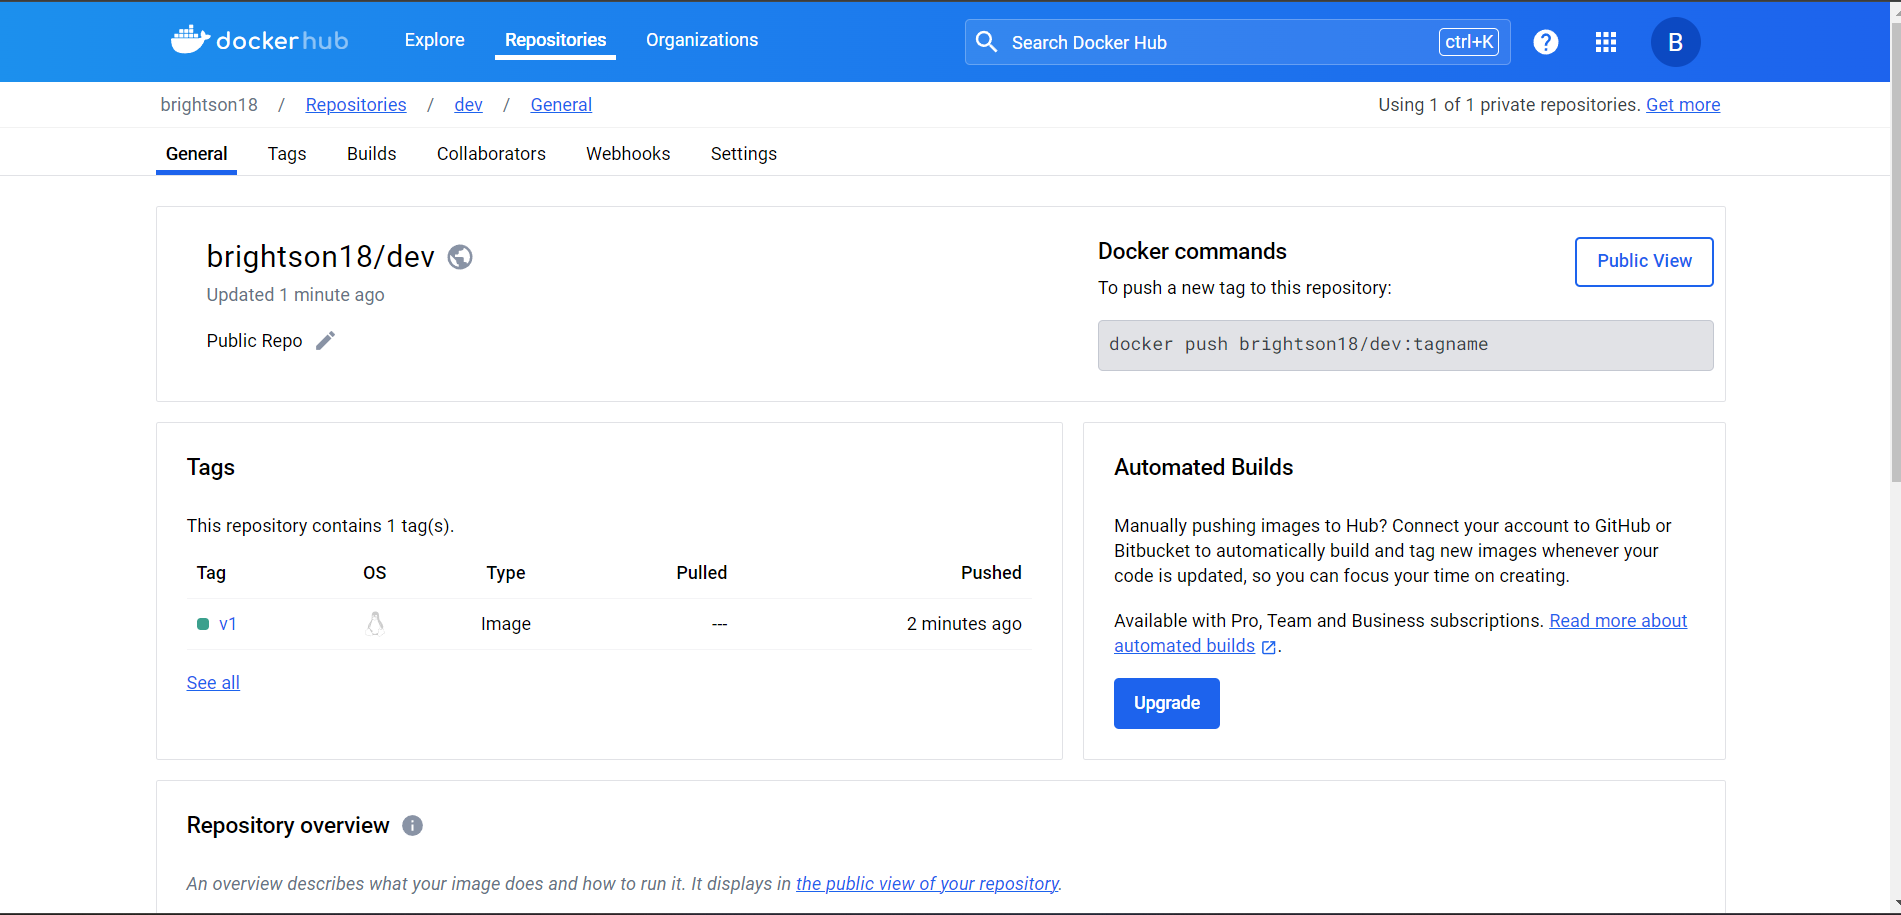 dockerhub Explore Repositories Organizations Search Docker Hub ctrl+K ? B
brightson18 / Repositories / dev / General Using 1 of 1 private repositories. Get more
General Tags Builds Collaborators Webhooks Settings
brightson18/dev
Updated 1 minute ago
Public Repo
Docker commands
Public View
To push a new tag to this repository:
docker push brightson18/dev:tagname
Tags
This repository contains 1 tag(s).
Tag OS Type Pulled Pushed
v1 Image --- 2 minutes ago
See all
Automated Builds
Manually pushing images to Hub? Connect your account to GitHub or
Bitbucket to automatically build and tag new images whenever your
code is updated, so you can focus your time on creating.
Available with Pro, Team and Business subscriptions. Read more about
automated builds .
Upgrade
Repository overview i
An overview describes what your image does and how to run it. It displays in the public view of your repository.